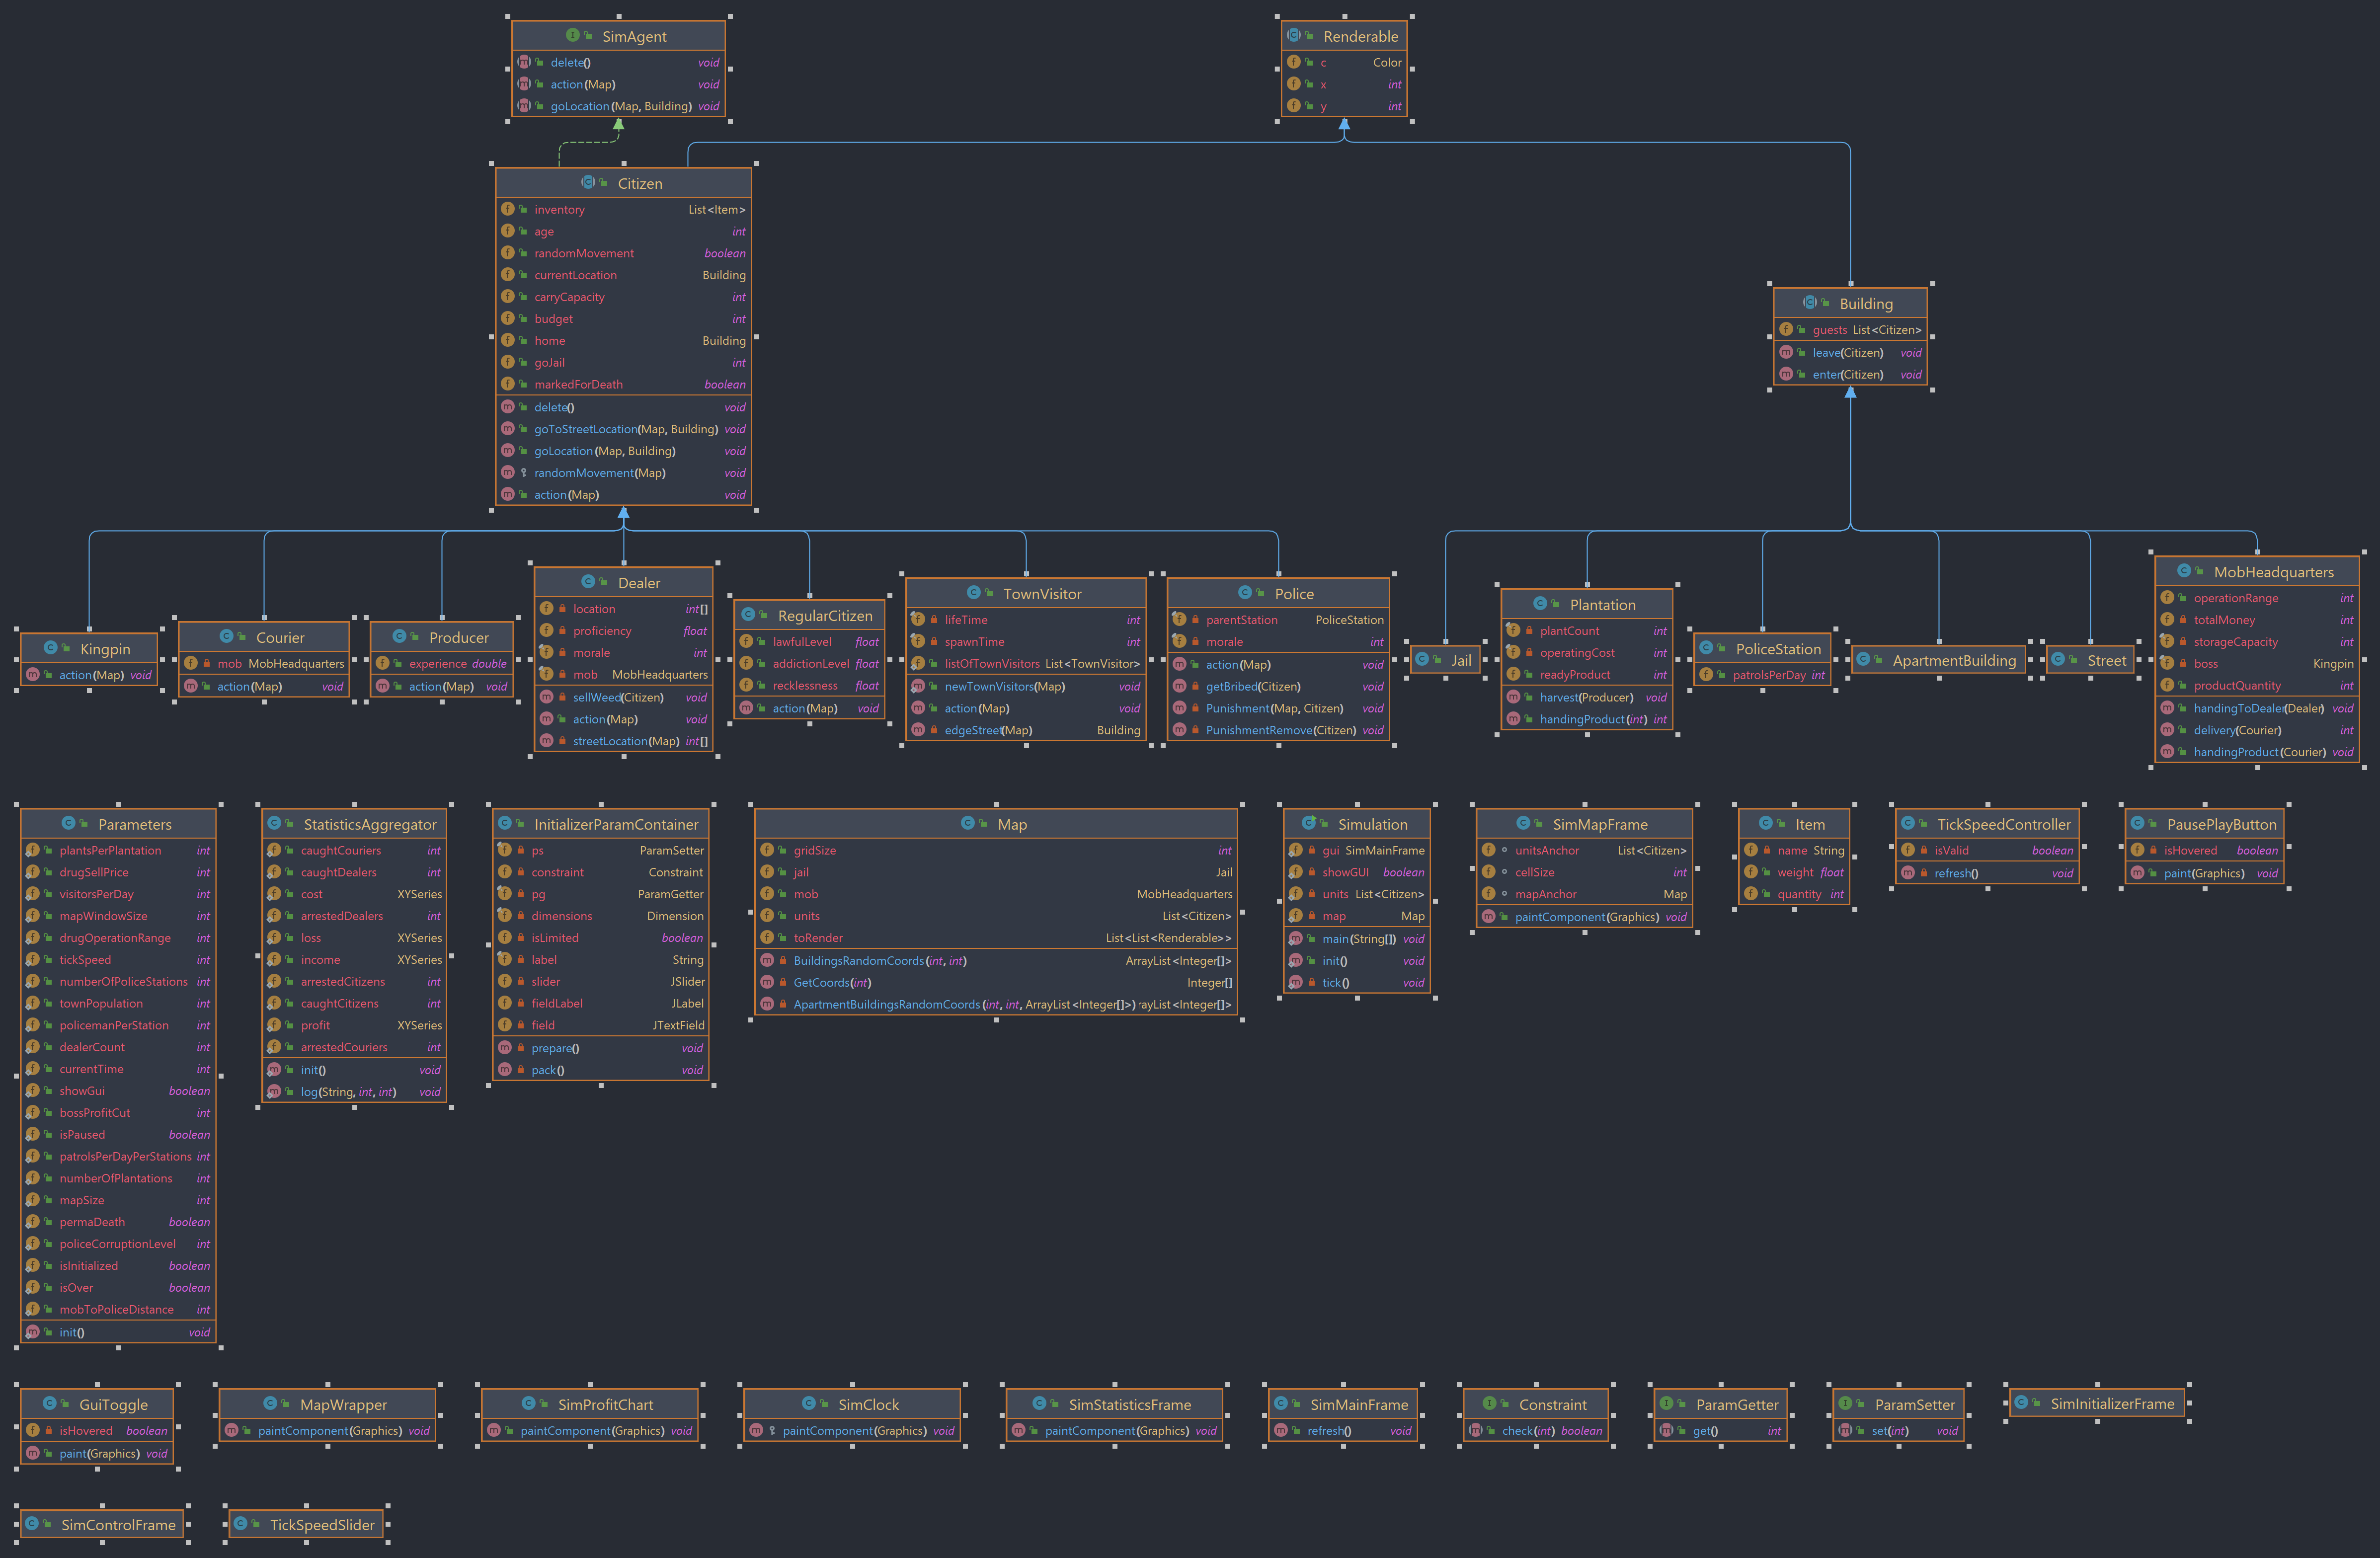 SimAgent
delete() void
action(Map) void
goLocation(Map, Building) void
Renderable
c Color
x int
y int
Citizen
inventory List<Item>
age int
randomMovement boolean
currentLocation Building
carryCapacity int
budget int
home Building
goJail int
markedForDeath boolean
delete() void
goToStreetLocation(Map, Building) void
goLocation(Map, Building) void
randomMovement(Map) void
action(Map) void
Building
guests List<Citizen>
leave(Citizen) void
enter(Citizen) void
Kingpin
action(Map) void
Courier
mob MobHeadquarters
action(Map) void
Producer
experience double
action(Map) void
Dealer
location int[]
proficiency float
morale int
mob MobHeadquarters
sellWeed(Citizen) void
action(Map) void
streetLocation(Map) int[]
RegularCitizen
lawfulLevel float
addictionLevel float
recklessness float
action(Map) void
TownVisitor
lifeTime int
spawnTime int
listOfTownVisitors List<TownVisitor>
newTownVisitors(Map) void
action(Map) void
edgeStreet(Map) Building
Police
parentStation PoliceStation
morale int
action(Map) void
getBribed(Citizen) void
Punishment(Map, Citizen) void
PunishmentRemove(Citizen) void
Jail
Plantation
plantCount int
operatingCost int
readyProduct int
harvest(Producer) void
handingProduct(int) int
PoliceStation
patrolsPerDay int
ApartmentBuilding
Street
MobHeadquarters
operationRange int
totalMoney int
storageCapacity int
boss Kingpin
productQuantity int
handingToDealer(Dealer) void
delivery(Courier) int
handingProduct(Courier) void
Parameters
plantsPerPlantation int
drugSellPrice int
visitorsPerDay int
mapWindowSize int
drugOperationRange int
tickSpeed int
numberOfPoliceStations int
townPopulation int
policemanPerStation int
dealerCount int
currentTime int
showGui boolean
bossProfitCut int
isPaused boolean
patrolsPerDayPerStations int
numberOfPlantations int
mapSize int
permaDeath boolean
policeCorruptionLevel int
isInitialized boolean
isOver boolean
mobToPoliceDistance int
init() void
StatisticsAggregator
caughtCouriers int
caughtDealers int
cost XYSeries
arrestedDealers int
loss XYSeries
income XYSeries
arrestedCitizens int
caughtCitizens int
profit XYSeries
arrestedCouriers int
init() void
log(String, int, int) void
InitializerParamContainer
ps ParamSetter
constraint Constraint
pg ParamGetter
dimensions Dimension
isLimited boolean
label String
slider JSlider
fieldLabel JLabel
field JTextField
prepare() void
pack() void
Map
gridSize int
jail Jail
mob MobHeadquarters
units List<Citizen>
toRender List<List<Renderable>>
BuildingsRandomCoords(int, int) ArrayList<Integer[]>
GetCoords(int) Integer[]
ApartmentBuildingsRandomCoords(int, int, ArrayList<Integer[]>) rayList<Integer[]>
Simulation
gui SimMainFrame
showGUI boolean
units List<Citizen>
map Map
main(String[]) void
init() void
tick() void
SimMapFrame
unitsAnchor List<Citizen>
cellSize int
mapAnchor Map
paintComponent(Graphics) void
Item
name String
weight float
quantity int
TickSpeedController
isValid boolean
refresh() void
PausePlayButton
isHovered boolean
paint(Graphics) void
GuiToggle
isHovered boolean
paint(Graphics) void
MapWrapper
paintComponent(Graphics) void
SimProfitChart
paintComponent(Graphics) void
SimClock
paintComponent(Graphics) void
SimStatisticsFrame
paintComponent(Graphics) void
SimMainFrame
refresh() void
Constraint
check(int) boolean
ParamGetter
get() int
ParamSetter
set(int) void
SimInitializerFrame
SimControlFrame
TickSpeedSlider